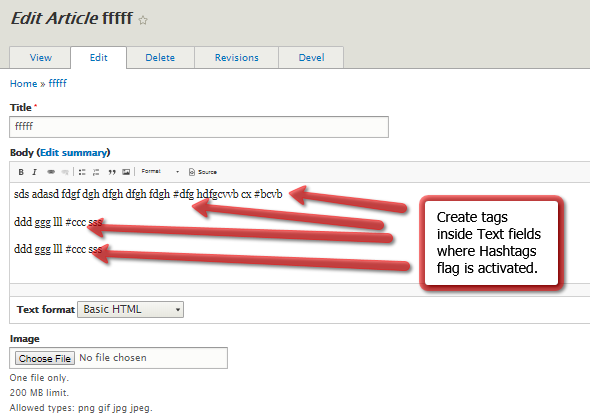 Edit Article fffff
View Edit Delete Revisions Devel
Home » fffff
Title *
fffff
Body (Edit summary)
B I Format Source
sds adasd fdgf dgh dfgh dfgh fdgh #dfg hdfgcvvb cx #bcvb
ddd ggg lll #ccc sss
ddd ggg lll #ccc sss
Create tags
inside Text fields
where Hashtags
flag is activated.
Text format Basic HTML
Image
Choose File No file chosen
One file only.
200 MB limit.
Allowed types: png gif jpg jpeg.